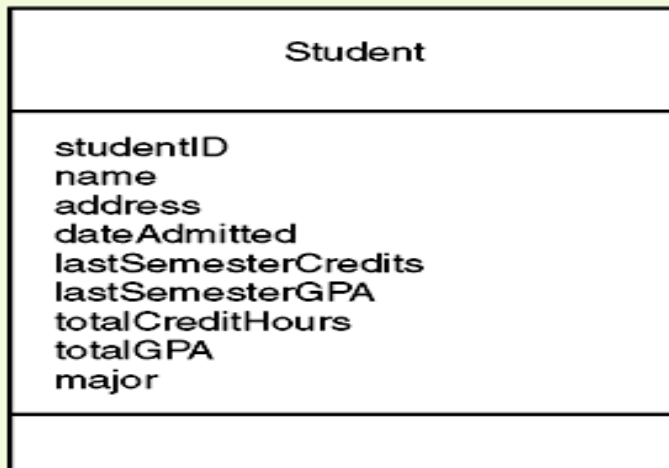 Student
studentID
name
address
dateAdmitted
lastSemesterCredits
lastSemesterGPA
totalCreditHours
totalGPA
major